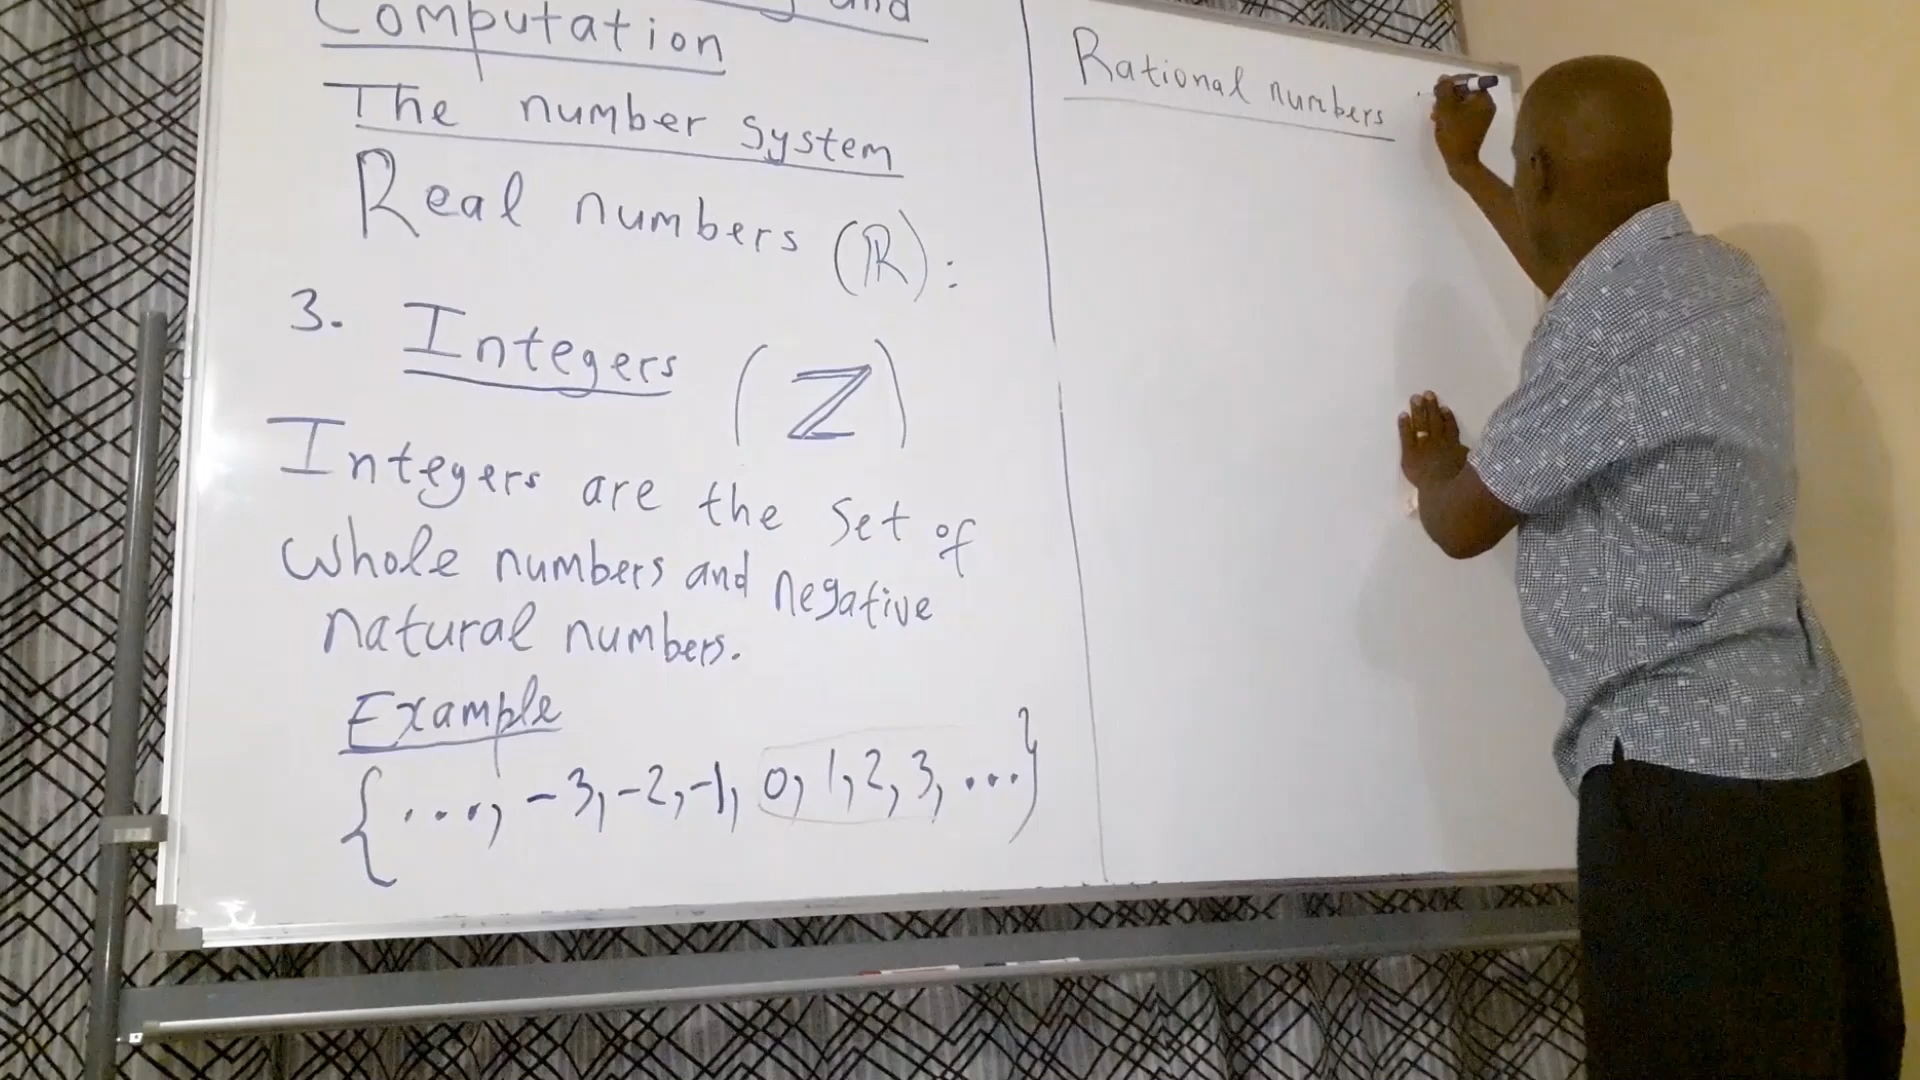 and
Computation
The number system
Real numbers (ℝ):
3. Integers (ℤ)
Integers are the set of
whole numbers and negative
natural numbers.
Example
{..., -3, -2, -1, 0, 1, 2, 3, ...}
Rational numbers